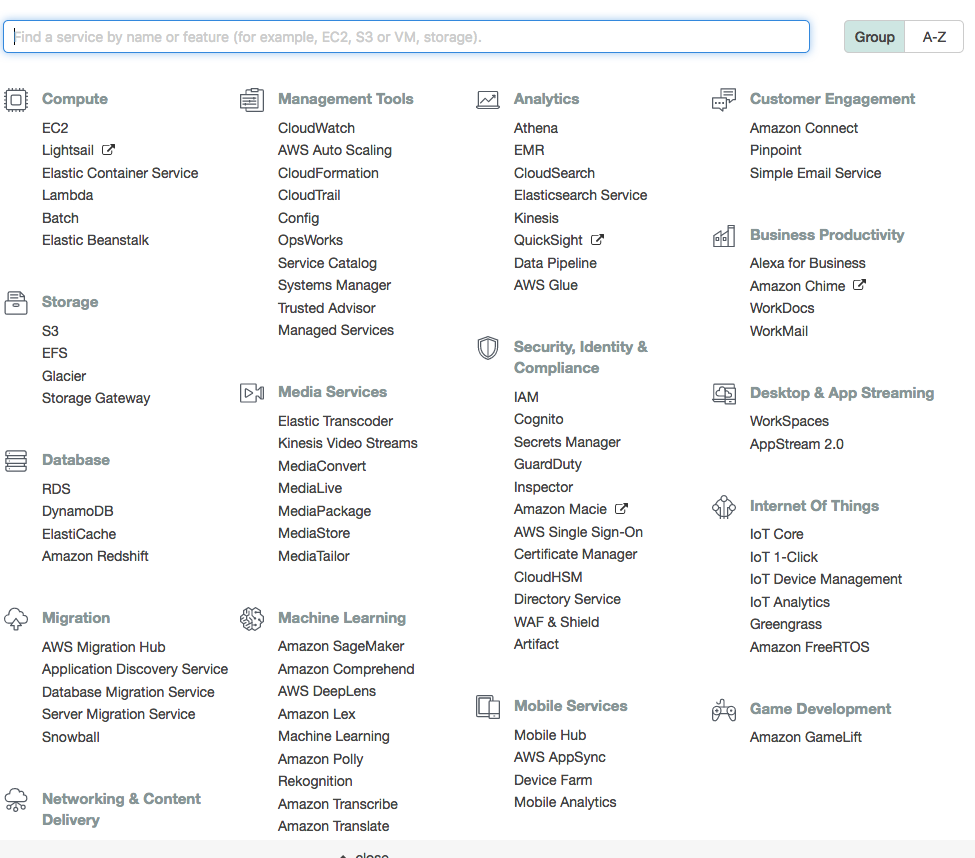 Find a service by name or feature (for example, EC2, S3 or VM, storage).
Group
A-Z
Compute
EC2
Lightsail
Elastic Container Service
Lambda
Batch
Elastic Beanstalk
Storage
S3
EFS
Glacier
Storage Gateway
Database
RDS
DynamoDB
ElastiCache
Amazon Redshift
Migration
AWS Migration Hub
Application Discovery Service
Database Migration Service
Server Migration Service
Snowball
Networking & Content
Delivery
Management Tools
CloudWatch
AWS Auto Scaling
CloudFormation
CloudTrail
Config
OpsWorks
Service Catalog
Systems Manager
Trusted Advisor
Managed Services
Media Services
Elastic Transcoder
Kinesis Video Streams
MediaConvert
MediaLive
MediaPackage
MediaStore
MediaTailor
Machine Learning
Amazon SageMaker
Amazon Comprehend
AWS DeepLens
Amazon Lex
Machine Learning
Amazon Polly
Rekognition
Amazon Transcribe
Amazon Translate
Analytics
Athena
EMR
CloudSearch
Elasticsearch Service
Kinesis
QuickSight
Data Pipeline
AWS Glue
Security, Identity &
Compliance
IAM
Cognito
Secrets Manager
GuardDuty
Inspector
Amazon Macie
AWS Single Sign-On
Certificate Manager
CloudHSM
Directory Service
WAF & Shield
Artifact
Mobile Services
Mobile Hub
AWS AppSync
Device Farm
Mobile Analytics
Customer Engagement
Amazon Connect
Pinpoint
Simple Email Service
Business Productivity
Alexa for Business
Amazon Chime
WorkDocs
WorkMail
Desktop & App Streaming
WorkSpaces
AppStream 2.0
Internet Of Things
IoT Core
IoT 1-Click
IoT Device Management
IoT Analytics
Greengrass
Amazon FreeRTOS
Game Development
Amazon GameLift
close